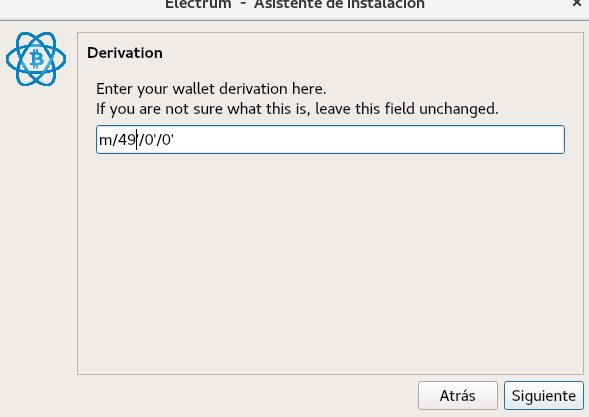 Electrum - Asistente de instalación
Derivation
Enter your wallet derivation here.
If you are not sure what this is, leave this field unchanged.
m/49'/0'/0'
Atrás
Siguiente